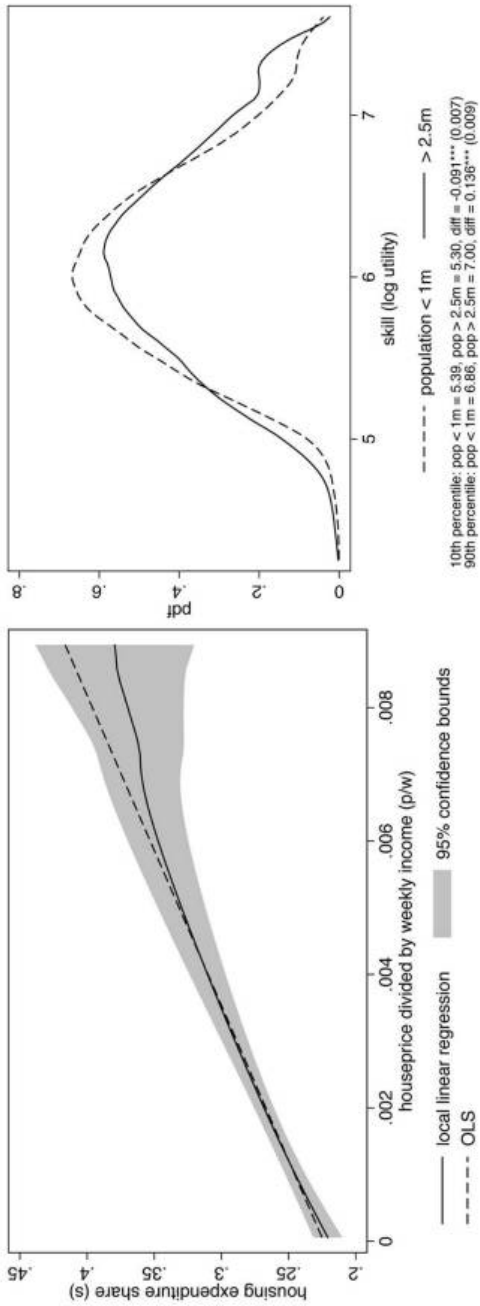 .45
.4
.35
.3
.25
.2
housing expenditure share (s)
0
.002
.004
.006
.008
houseprice divided by weekly income (p/w)
local linear regression
95% confidence bounds
OLS
.8
.6
.4
.2
0
pdf
5
6
7
skill (log utility)
population < 1m
> 2.5m
10th percentile: pop < 1m = 5.39, pop > 2.5m = 5.30, diff = -0.091*** (0.007)
90th percentile: pop < 1m = 6.86, pop > 2.5m = 7.00, diff = 0.136*** (0.009)